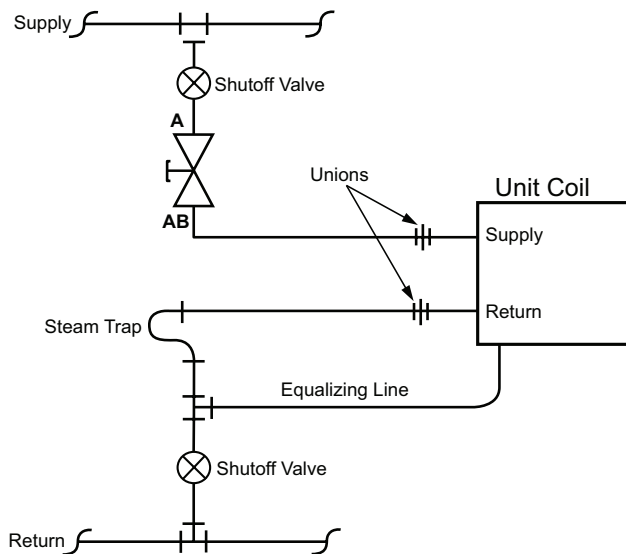 Supply
Shutoff Valve
A
Unions
Unit Coil
AB
Supply
Return
Steam Trap
Equalizing Line
Shutoff Valve
Return